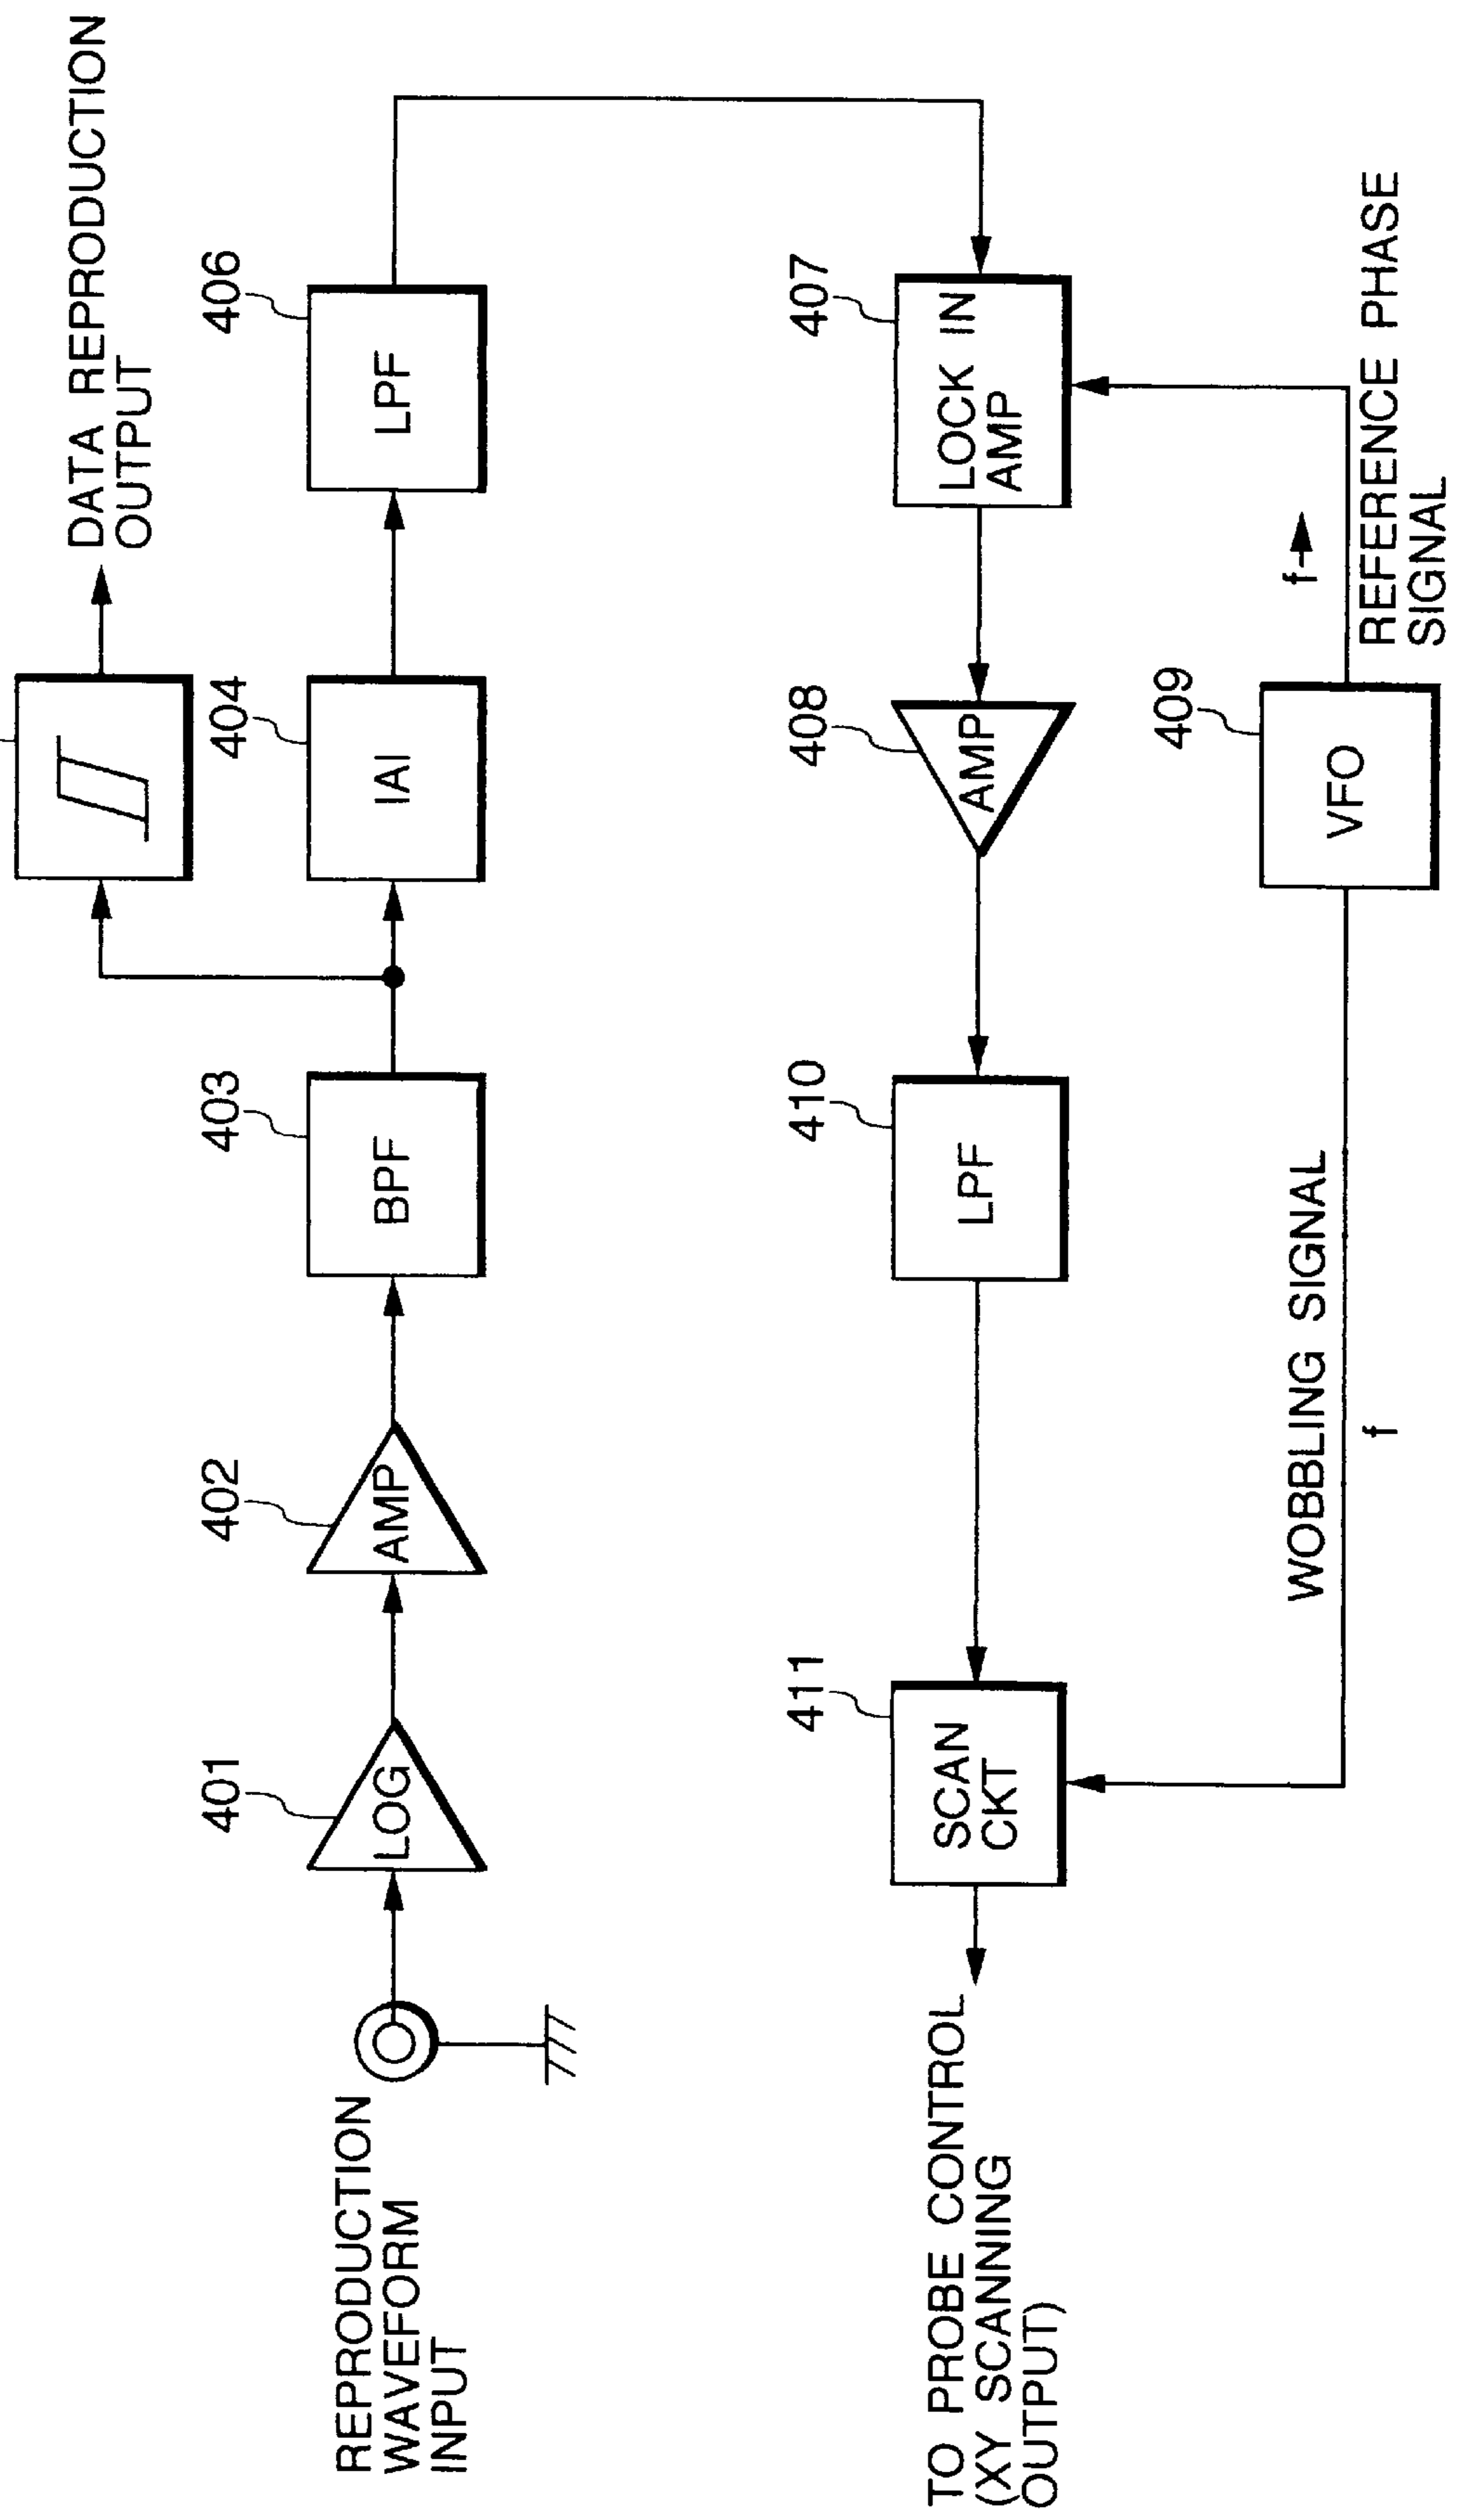 DATA REPRODUCTION
OUTPUT
401
LOG
402
AMP
403
BPF
404
|A|
406
LPF
REPRODUCTION
WAVEFORM
INPUT
411
SCAN
CKT
410
LPF
408
AMP
407
LOCK IN
AMP
TO PROBE CONTROL
(XY SCANNING
OUTPUT)
WOBBLING SIGNAL
f
409
VFO
f
REFERENCE PHASE
SIGNAL